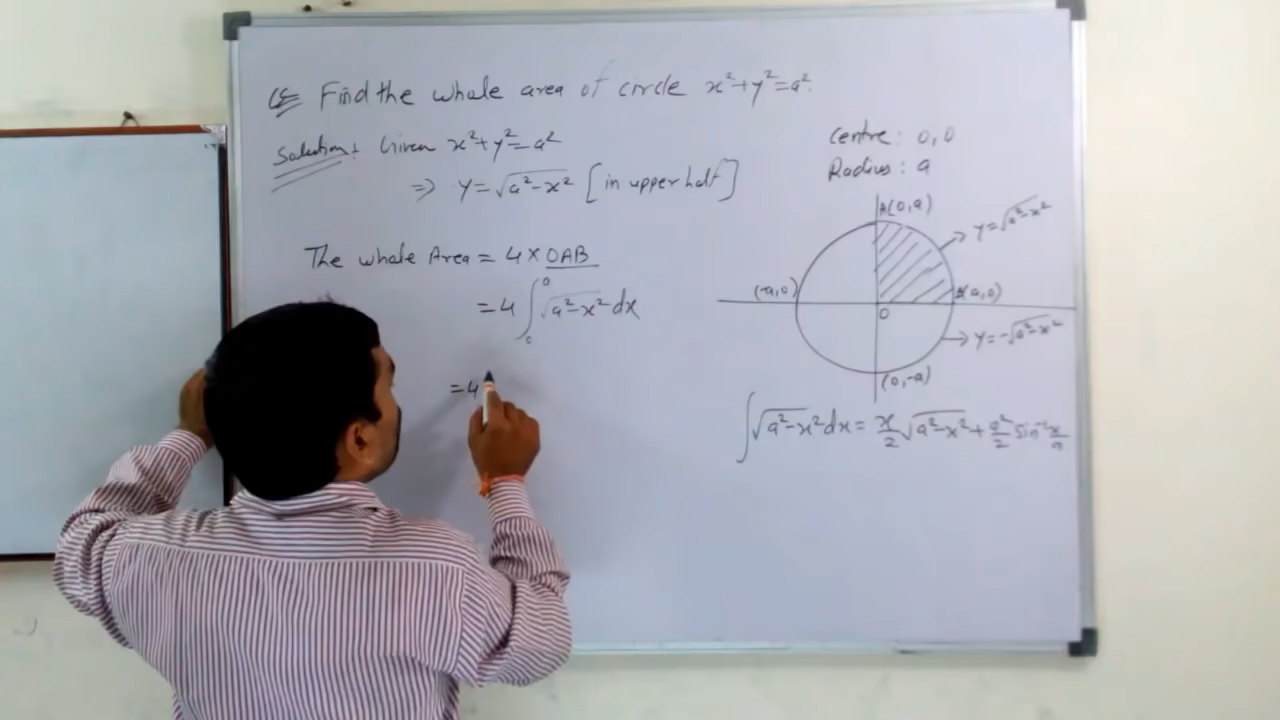 Q Find the whole area of circle x²+y²=a².
Solution: Given x²+y²=a²
⇒ y=√a²-x² [in upper half]
The whole Area = 4 × OAB
= 4 ∫₀ᵃ √a²-x² dx
= 4
Centre: 0,0
Radius: a
A(0,a)
y=√a²-x²
(-a,0)
B(a,0)
O
y=-√a²-x²
(0,-a)
∫√a²-x² dx = x/2 √a²-x² + a²/2 Sin⁻¹ x/a